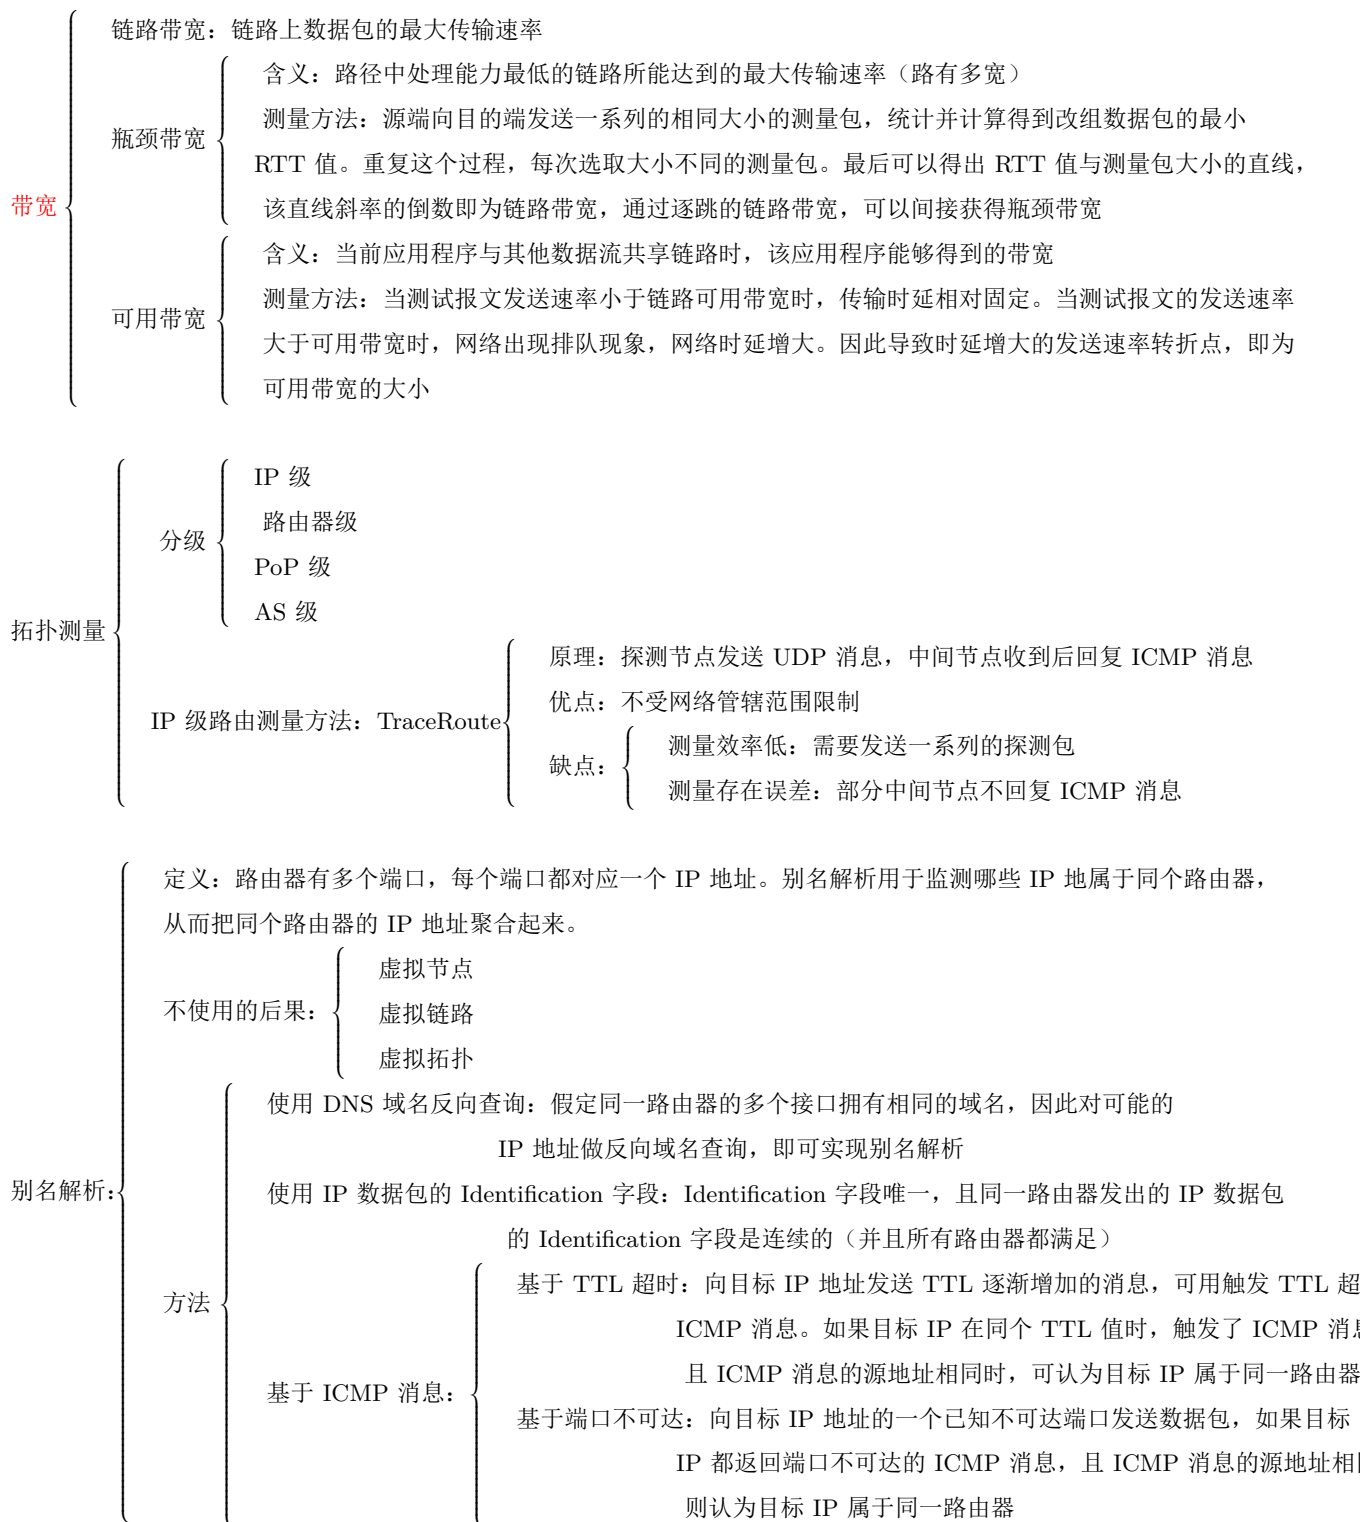 链路带宽：链路上数据包的最大传输速率
含义：路径中处理能力最低的链路所能达到的最大传输速率（路有多宽）
测量方法：源端向目的端发送一系列的相同大小的测量包，统计并计算得到改组数据包的最小
瓶颈带宽
RTT 值。重复这个过程，每次选取大小不同的测量包。最后可以得出 RTT 值与测量包大小的直线，
带宽
该直线斜率的倒数即为链路带宽，通过逐跳的链路带宽，可以间接获得瓶颈带宽
含义：当前应用程序与其他数据流共享链路时，该应用程序能够得到的带宽
测量方法：当测试报文发送速率小于链路可用带宽时，传输时延相对固定。当测试报文的发送速率
可用带宽
大于可用带宽时，网络出现排队现象，网络时延增大。因此导致时延增大的发送速率转折点，即为
可用带宽的大小
IP 级
路由器级
分级
PoP 级
AS 级
拓扑测量
原理：探测节点发送 UDP 消息，中间节点收到后回复 ICMP 消息
优点：不受网络管辖范围限制
IP 级路由测量方法：TraceRoute
测量效率低：需要发送一系列的探测包
缺点：
测量存在误差：部分中间节点不回复 ICMP 消息
定义：路由器有多个端口，每个端口都对应一个 IP 地址。别名解析用于监测哪些 IP 地属于同个路由器，
从而把同个路由器的 IP 地址聚合起来。
虚拟节点
不使用的后果：
虚拟链路
虚拟拓扑
使用 DNS 域名反向查询：假定同一路由器的多个接口拥有相同的域名，因此对可能的
IP 地址做反向域名查询，即可实现别名解析
别名解析：
使用 IP 数据包的 Identification 字段：Identification 字段唯一，且同一路由器发出的 IP 数据包
的 Identification 字段是连续的（并且所有路由器都满足）
方法
基于 TTL 超时：向目标 IP 地址发送 TTL 逐渐增加的消息，可用触发 TTL 超
ICMP 消息。如果目标 IP 在同个 TTL 值时，触发了 ICMP 消
且 ICMP 消息的源地址相同时，可认为目标 IP 属于同一路由器
基于 ICMP 消息：
基于端口不可达：向目标 IP 地址的一个已知不可达端口发送数据包，如果目标
IP 都返回端口不可达的 ICMP 消息，且 ICMP 消息的源地址相
则认为目标 IP 属于同一路由器